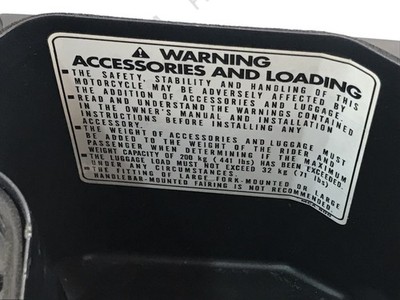 ⚠ WARNING
ACCESSORIES AND LOADING
• THE SAFETY, STABILITY AND HANDLING OF THIS
MOTORCYCLE MAY BE ADVERSELY AFFECTED BY
THE ADDITION OF ACCESSORIES AND LUGGAGE.
• READ AND UNDERSTAND THE WARNINGS CONTAINED
IN THE OWNER'S MANUAL AND INSTALLATION
INSTRUCTIONS BEFORE INSTALLING ANY
ACCESSORY.
• THE WEIGHT OF ACCESSORIES AND LUGGAGE MUST
BE ADDED TO THE WEIGHT OF THE RIDER AND
PASSENGER WHEN DETERMINING IF THE MAXIMUM
WEIGHT CAPACITY OF 200 kg (441 lbs) HAS BEEN EXCEEDED.
• THE LUGGAGE LOAD MUST NOT EXCEED 32 kg (71 lbs)
UNDER ANY CIRCUMSTANCES.
• THE FITTING OF LARGE FORK-MOUNTED OR LARGE
HANDLEBAR-MOUNTED FAIRING IS NOT RECOMMENDED